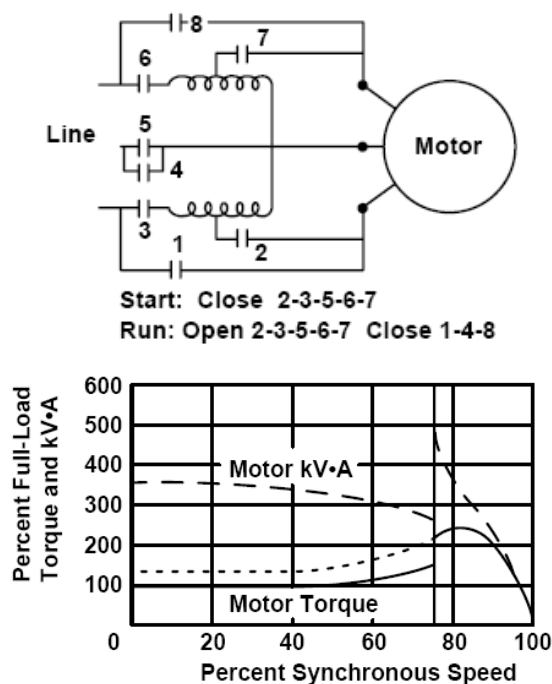 8
7
6
5
Line
Motor
4
3
1
2
Start: Close 2-3-5-6-7
Run: Open 2-3-5-6-7 Close 1-4-8
Percent Full-Load
Torque and kV•A
600
500
400
300
200
100
Motor kV•A
Motor Torque
0 20 40 60 80 100
Percent Synchronous Speed